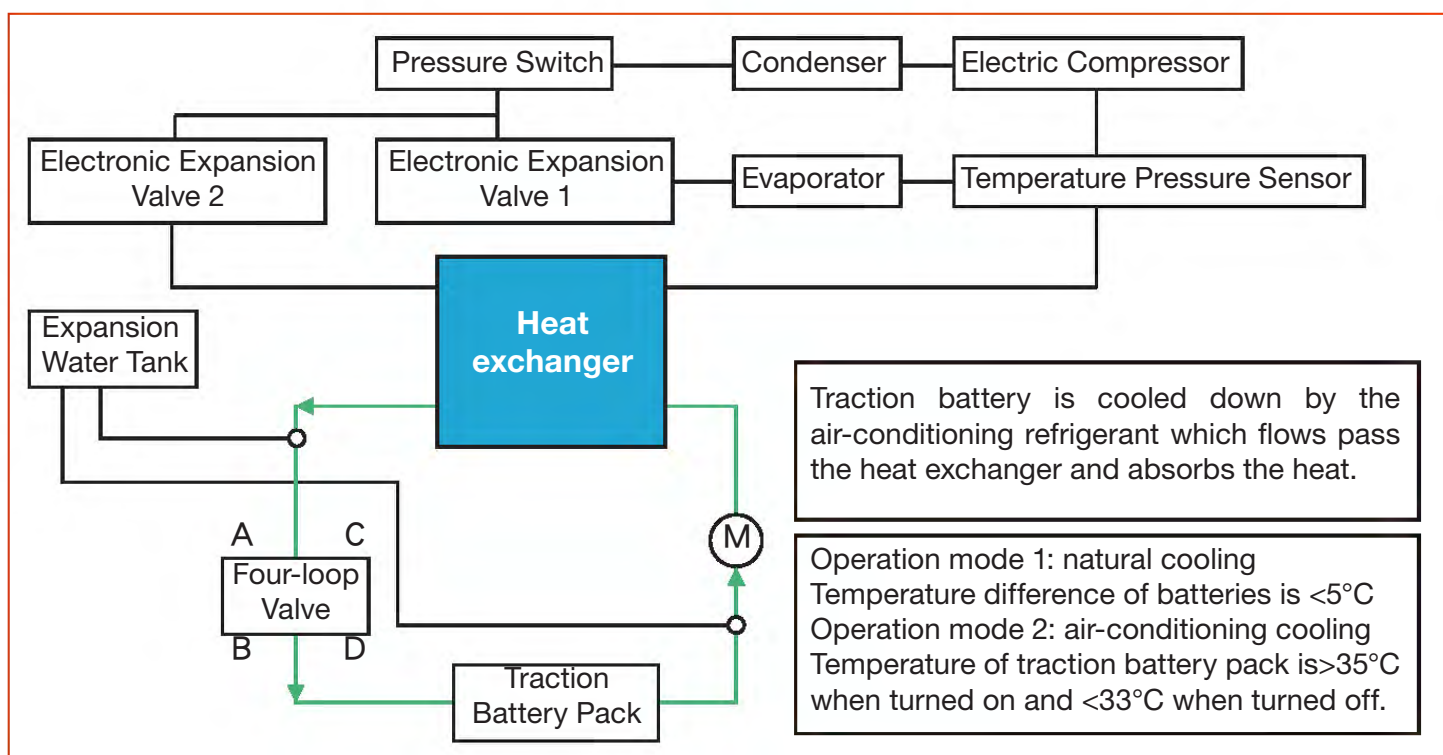 Pressure Switch
Condenser
Electric Compressor
Electronic Expansion
Valve 2
Electronic Expansion
Valve 1
Evaporator
Temperature Pressure Sensor
Heat
exchanger
Expansion
Water Tank
Traction battery is cooled down by the
air-conditioning refrigerant which flows pass
the heat exchanger and absorbs the heat.
A
C
Four-loop
Valve
B
D
M
Traction
Battery Pack
Operation mode 1: natural cooling
Temperature difference of batteries is <5°C
Operation mode 2: air-conditioning cooling
Temperature of traction battery pack is>35°C
when turned on and <33°C when turned off.